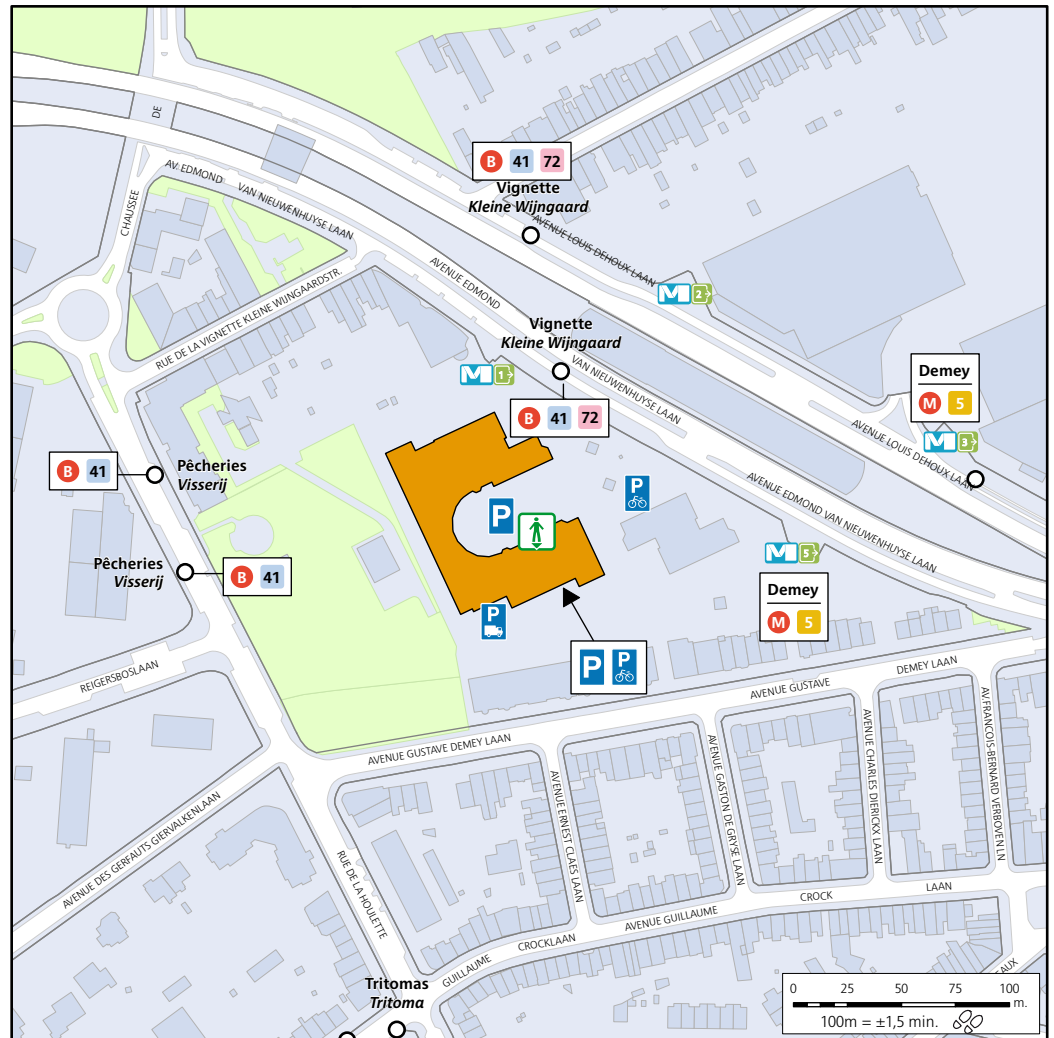 DE
B 41 72
Vignette
Kleine Wijngaard
AVENUE LOUIS DEHOUX LAAN
AV. EDMOND
VAN NIEUWENHUYSE LAAN
CHAUSSEE
AVENUE EDMOND
M 2
RUE DE LA VIGNETTE KLEINE WIJNGAARDSTR.
Vignette
Kleine Wijngaard
VAN NIEUWENHUYSE LAAN
M 1
B 41 72
Demey
M 5
AVENUE LOUIS DEHOUX LAAN
M 3
B 41
Pêcheries
Visserij
P
P
AVENUE EDMOND VAN NIEUWENHUYSE LAAN
M 5
Pêcheries
Visserij
B 41
Demey
M 5
P
P P
REIGERSBOSLAAN
DEMEY LAAN
AVENUE GUSTAVE
AVENUE GUSTAVE DEMEY LAAN
AV.FRANCOIS-BERNARD VERBOVEN LN
AVENUE CHARLES DIERICKX LAAN
AVENUE GASTON DE GRYSE LAAN
AVENUE ERNEST CLAES LAAN
AVENUE DES GERFAUTS GIERVALKENLAAN
RUE DE LA HOULETTE
LAAN
CROCK
AVENUE GUILLAUME
CROCKLAAN
GUILLAUME
Tritomas
Tritoma
0 25 50 75 100
m.
100m = ±1,5 min.